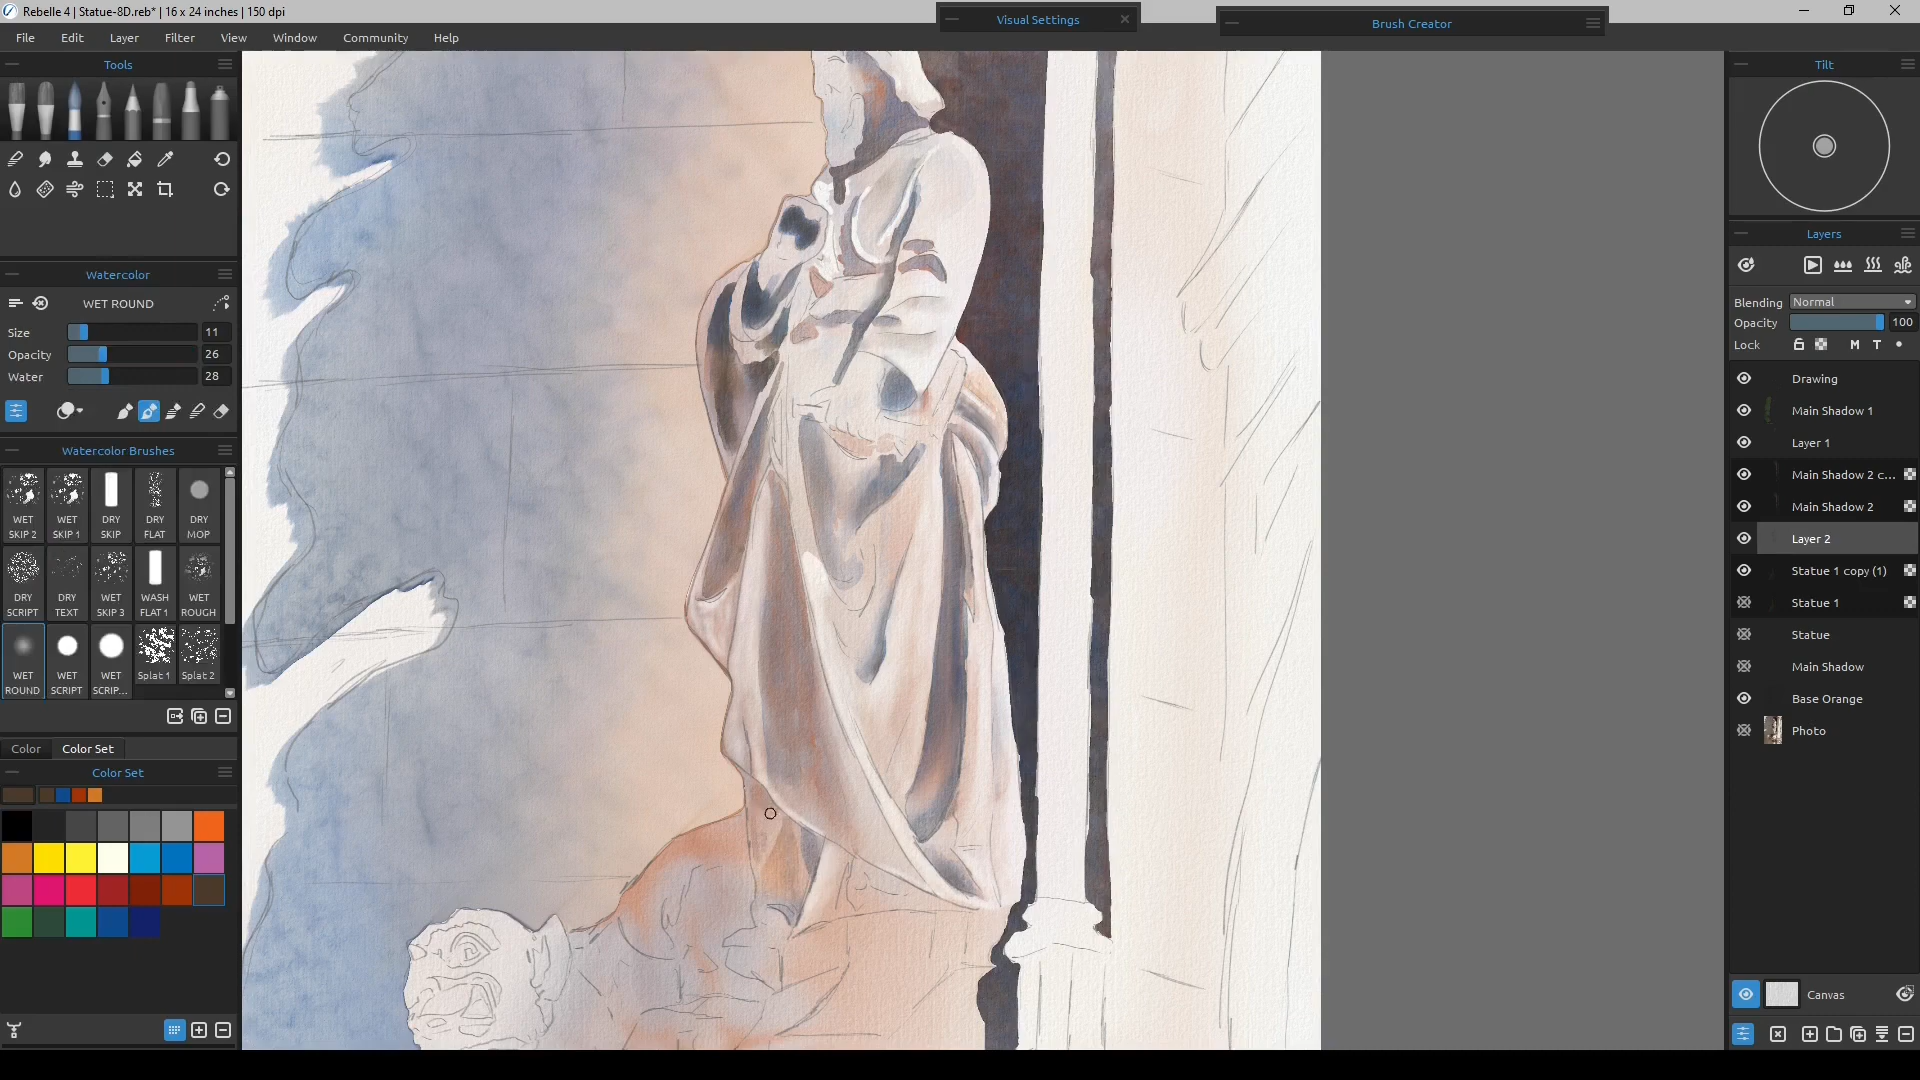 Rebelle 4 | Statue-8D.reb* | 16 x 24 inches | 150 dpi
Visual Settings
Brush Creator
File Edit Layer Filter View Window Community Help
Tools
Watercolor
WET ROUND
Size 11
Opacity 26
Water 28
Watercolor Brushes
WET SKIP 2
WET SKIP 1
DRY SKIP
DRY FLAT
DRY MOP
DRY SCRIPT
DRY TEXT
WET SKIP 3
WASH FLAT 1
WET ROUGH
WET ROUND
WET SCRIPT
WET SCRIP...
Splat 1
Splat 2
Color Color Set
Color Set
Tilt
Layers
Blending Normal
Opacity 100
Lock M T
Drawing
Main Shadow 1
Layer 1
Main Shadow 2 c...
Main Shadow 2
Layer 2
Statue 1 copy (1)
Statue 1
Statue
Main Shadow
Base Orange
Photo
Canvas